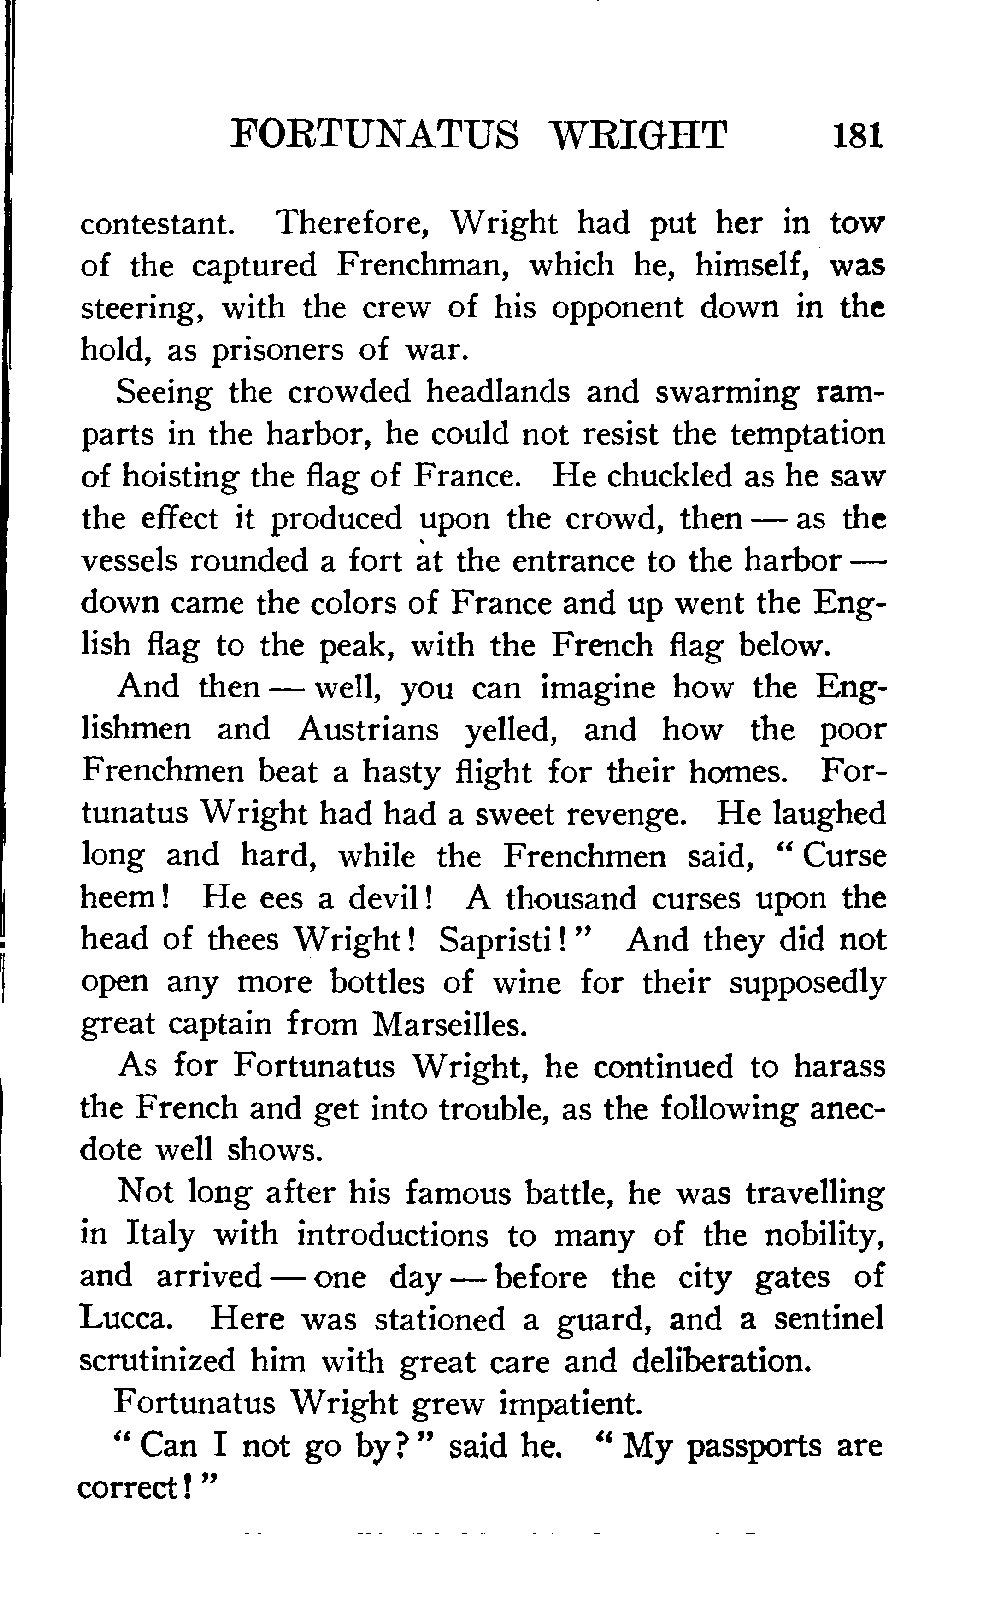 FORTUNATUS WRIGHT 181
contestant. Therefore, Wright had put her in tow
of the captured Frenchman, which he, himself, was
steering, with the crew of his opponent down in the
hold, as prisoners of war.
Seeing the crowded headlands and swarming ram-
parts in the harbor, he could not resist the temptation
of hoisting the flag of France. He chuckled as he saw
the effect it produced upon the crowd, then — as the
vessels rounded a fort at the entrance to the harbor —
down came the colors of France and up went the Eng-
lish flag to the peak, with the French flag below.
And then — well, you can imagine how the Eng-
lishmen and Austrians yelled, and how the poor
Frenchmen beat a hasty flight for their homes. For-
tunatus Wright had had a sweet revenge. He laughed
long and hard, while the Frenchmen said, “ Curse
heem! He ees a devil! A thousand curses upon the
head of thees Wright! Sapristi!” And they did not
open any more bottles of wine for their supposedly
great captain from Marseilles.
As for Fortunatus Wright, he continued to harass
the French and get into trouble, as the following anec-
dote well shows.
Not long after his famous battle, he was travelling
in Italy with introductions to many of the nobility,
and arrived — one day — before the city gates of
Lucca. Here was stationed a guard, and a sentinel
scrutinized him with great care and deliberation.
Fortunatus Wright grew impatient.
“ Can I not go by?” said he. “ My passports are
correct!”